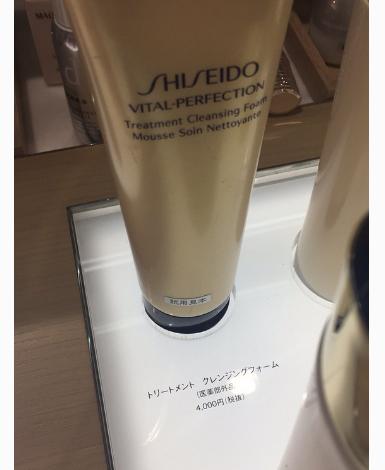 SHISEIDO
VITAL-PERFECTION
Treatment Cleansing Foam
Mousse Soin Nettoyante
試用見本
トリートメント クレンジングフォーム
(医薬部外品)
4,000円(税抜)